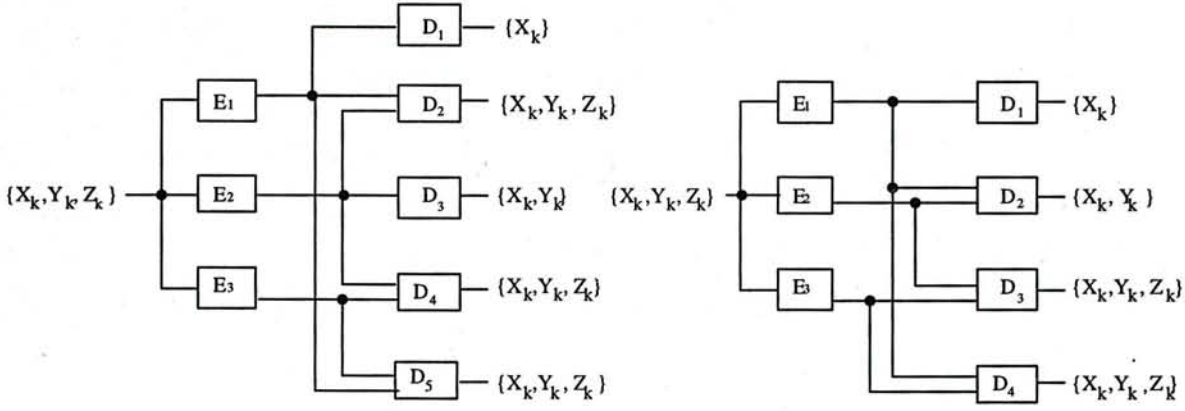 D1 {Xk}
E1 D2 {Xk,Yk,Zk}
{Xk,Yk,Zk} E2 D3 {Xk,Yk}
E3 D4 {Xk,Yk,Zk}
D5 {Xk,Yk,Zk}
E1 D1 {Xk}
{Xk,Yk,Zk} E2 D2 {Xk,Yk}
E3 D3 {Xk,Yk,Zk}
D4 {Xk,Yk,Zk}